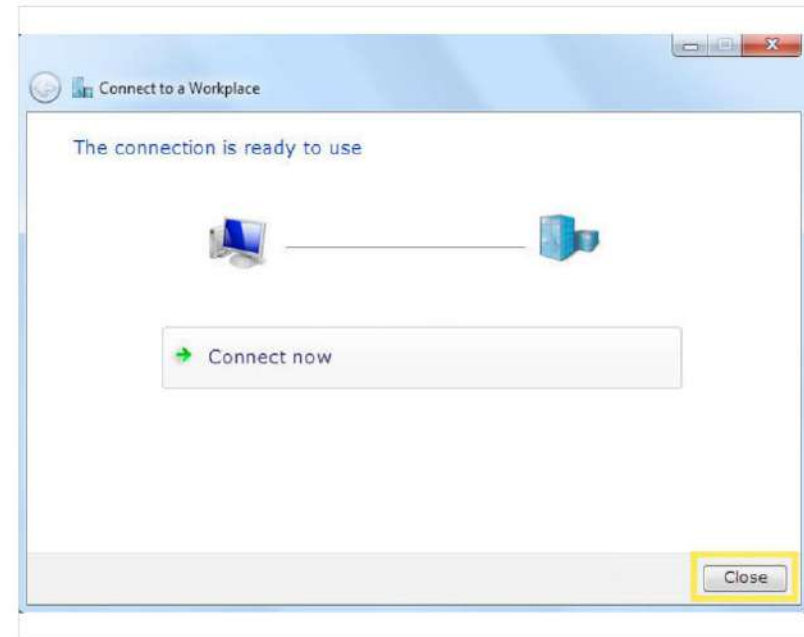 Connect to a Workplace
The connection is ready to use
Connect now
Close